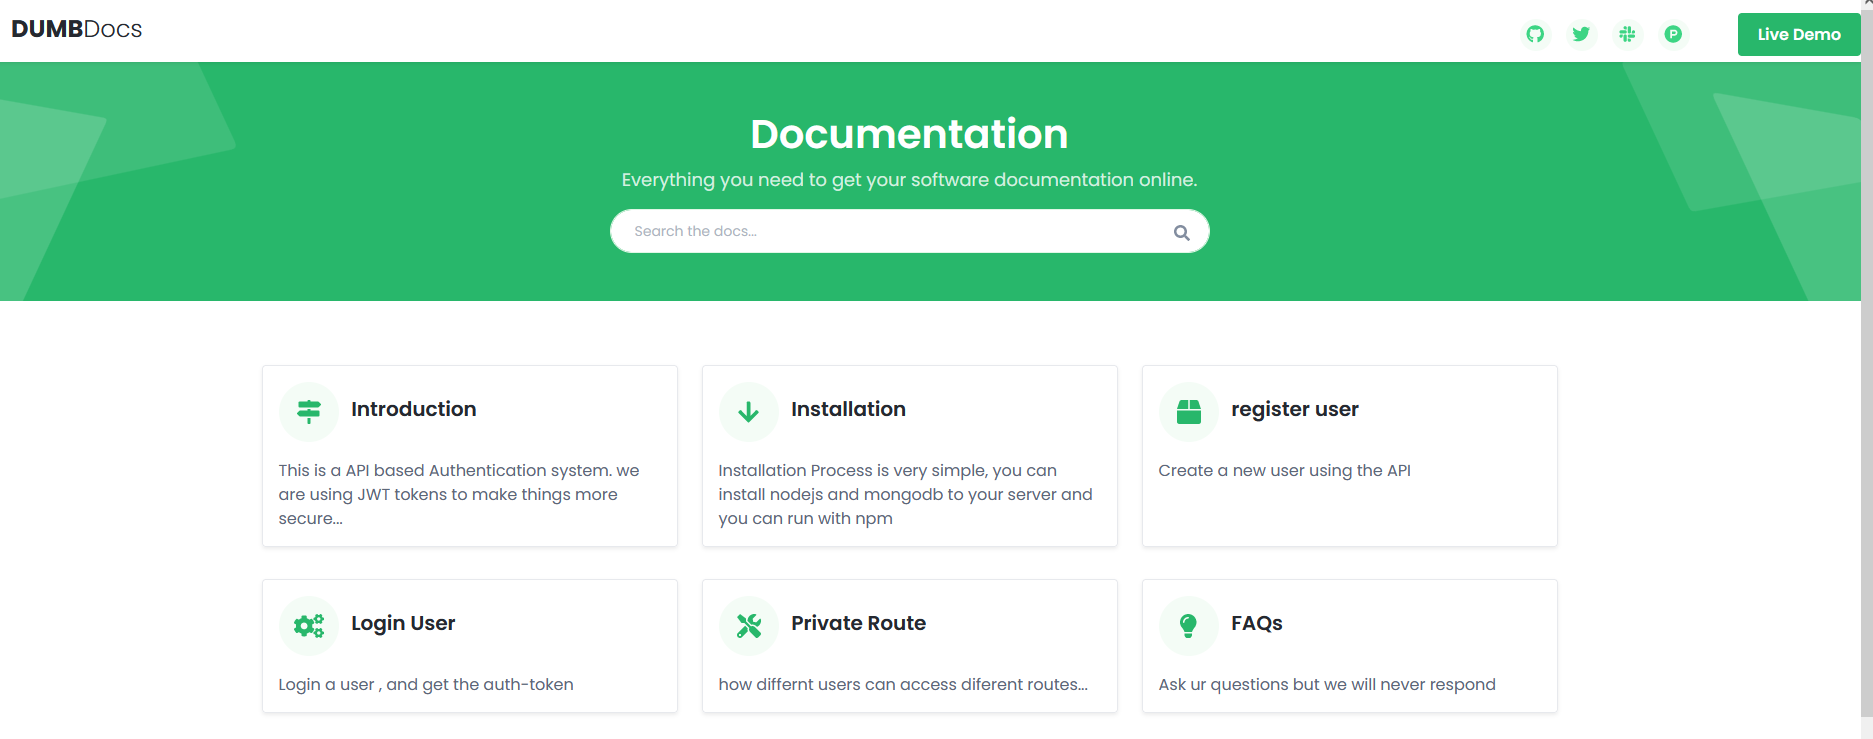 DUMBDocs
Live Demo
Documentation
Everything you need to get your software documentation online.
Search the docs...
Introduction
This is a API based Authentication system. we
are using JWT tokens to make things more
secure...
Installation
Installation Process is very simple, you can
install nodejs and mongodb to your server and
you can run with npm
register user
Create a new user using the API
Login User
Login a user , and get the auth-token
Private Route
how differnt users can access diferent routes...
FAQs
Ask ur questions but we will never respond